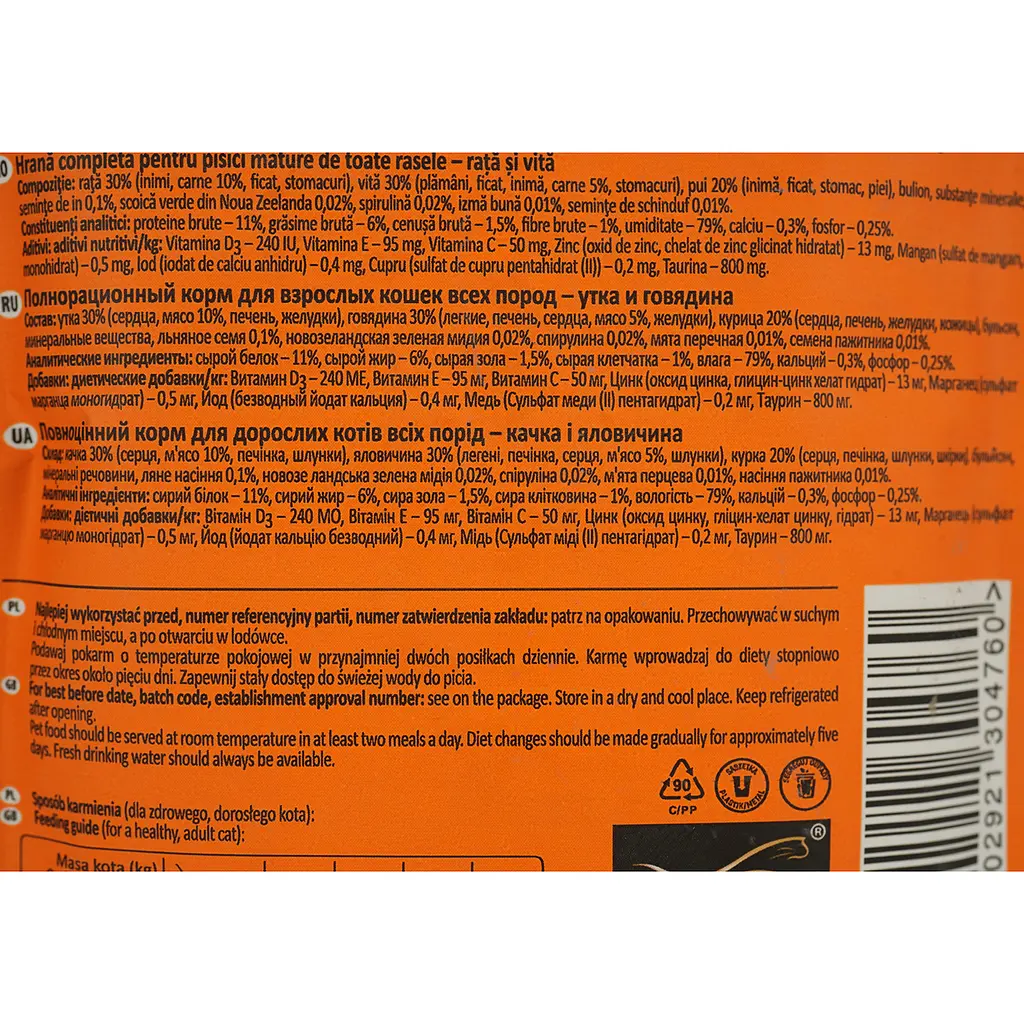 RO Hrană completă pentru pisici mature de toate rasele – rață și vită
Compoziție: rață 30% (inimi, carne 10%, ficat, stomacuri), vită 30% (plămâni, ficat, inimă, carne 5%, stomacuri), pui 20% (inimă, ficat, stomac, piei), bulion, substanțe minerale
semințe de in 0,1%, scoică verde din Noua Zeelanda 0,02%, spirulină 0,02%, izmă bună 0,01%, semințe de schinduf 0,01%.
Constituenți analitici: proteine brute – 11%, grăsime brută – 6%, cenușă brută – 1,5%, fibre brute – 1%, umiditate – 79%, calciu – 0,3%, fosfor – 0,25%.
Aditivi: aditivi nutritivi/kg: Vitamina D3 – 240 IU, Vitamina E – 95 mg, Vitamina C – 50 mg, Zinc (oxid de zinc, chelat de zinc glicinat hidratat) – 13 mg, Mangan (sulfat de mangan,
monohidrat) – 0,5 mg, Iod (iodat de calciu anhidru) – 0,4 mg, Cupru (sulfat de cupru pentahidrat (II)) – 0,2 mg, Taurina – 800 mg.
RU Полнорационный корм для взрослых кошек всех пород – утка и говядина
Состав: утка 30% (сердца, мясо 10%, печень, желудки), говядина 30% (легкие, печень, сердца, мясо 5%, желудки), курица 20% (сердца, печень, желудки, кожицы), бульон,
минеральные вещества, льняное семя 0,1%, новозеландская зеленая мидия 0,02%, спирулина 0,02%, мята перечная 0,01%, семена пажитника 0,01%.
Аналитические ингредиенты: сырой белок – 11%, сырой жир – 6%, сырая зола – 1,5%, сырая клетчатка – 1%, влага – 79%, кальций – 0,3%, фосфор – 0,25%.
Добавки: диетические добавки/кг: Витамин D3 – 240 МЕ, Витамин Е – 95 мг, Витамин С – 50 мг, Цинк (оксид цинка, глицин-цинк хелат гидрат) – 13 мг, Марганец (сульфат
марганца моногидрат) – 0,5 мг, Йод (безводный йодат кальция) – 0,4 мг, Медь (Сульфат меди (II) пентагидрат) – 0,2 мг, Таурин – 800 мг.
UA Повноцінний корм для дорослих котів всіх порід – качка і яловичина
Склад: качка 30% (серця, м'ясо 10%, печінка, шлунки), яловичина 30% (легені, печінка, серця, м'ясо 5%, шлунки), курка 20% (серця, печінка, шлунки, шкірки), бульйон,
мінеральні речовини, ляне насіння 0,1%, новозе ландська зелена мідія 0,02%, спіруліна 0,02%, м'ята перцева 0,01%, насіння пажитника 0,01%.
Аналітичні інгредієнти: сирий білок – 11%, сирий жир – 6%, сира зола – 1,5%, сира клітковина – 1%, вологість – 79%, кальцій – 0,3%, фосфор – 0,25%.
Добавки: дієтичні добавки/кг: Вітамін D3 – 240 МО, Вітамін Е – 95 мг, Вітамін С – 50 мг, Цинк (оксид цинку, гліцин-хелат цинку, гідрат) – 13 мг, Марганець (сульфат
марганцю моногідрат) – 0,5 мг, Йод (йодат кальцію безводний) – 0,4 мг, Мідь (Сульфат міді (II) пентагідрат) – 0,2 мг, Таурин – 800 мг.
PL Najlepiej wykorzystać przed, numer referencyjny partii, numer zatwierdzenia zakładu: patrz na opakowaniu. Przechowywać w suchym
i chłodnym miejscu, a po otwarciu w lodówce.
Podawaj pokarm o temperaturze pokojowej w przynajmniej dwóch posiłkach dziennie. Karmę wprowadzaj do diety stopniowo
przez okres około pięciu dni. Zapewnij stały dostęp do świeżej wody do picia.
GB For best before date, batch code, establishment approval number: see on the package. Store in a dry and cool place. Keep refrigerated
after opening.
Pet food should be served at room temperature in at least two meals a day. Diet changes should be made gradually for approximately five
days. Fresh drinking water should always be available.
90
C/PP
SASZETKA
PLASTIK/METAL
SEGREGUJ ODPADY
PL Sposób karmienia (dla zdrowego, dorosłego kota):
GB Feeding guide (for a healthy, adult cat):
Masa kota (kg)
®
02921 304760 >